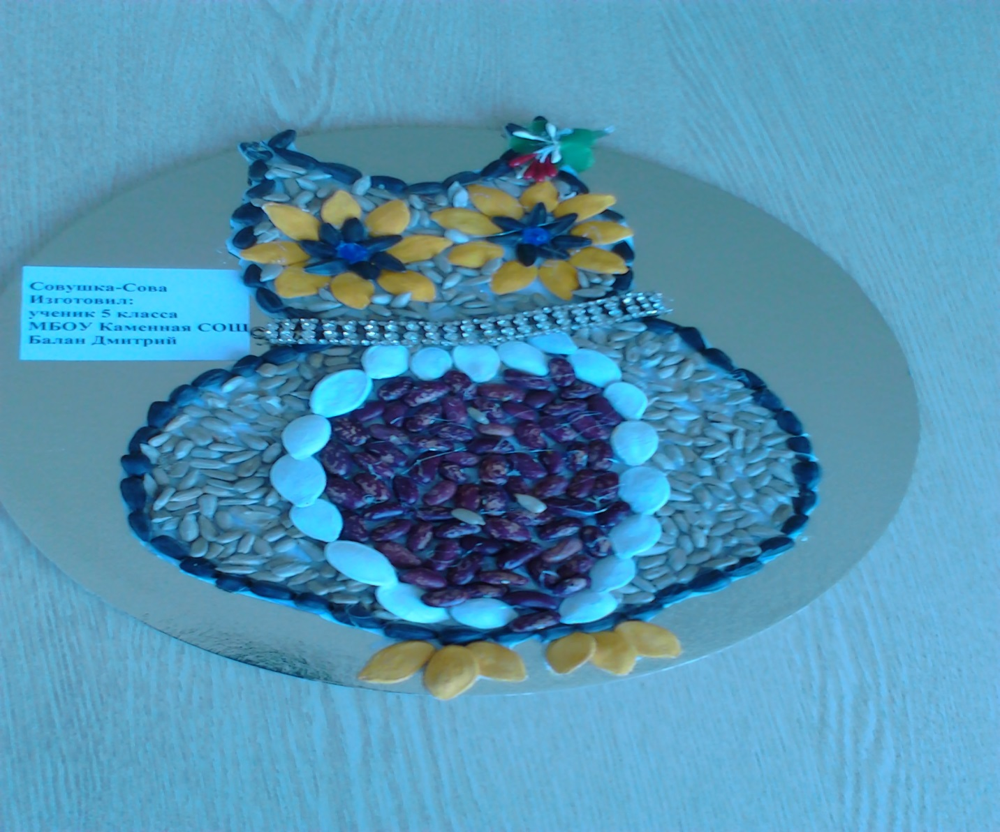 Совушка-Сова
Изготовил:
ученик 5 класса
МБОУ Каменная СОШ
Балан Дмитрий